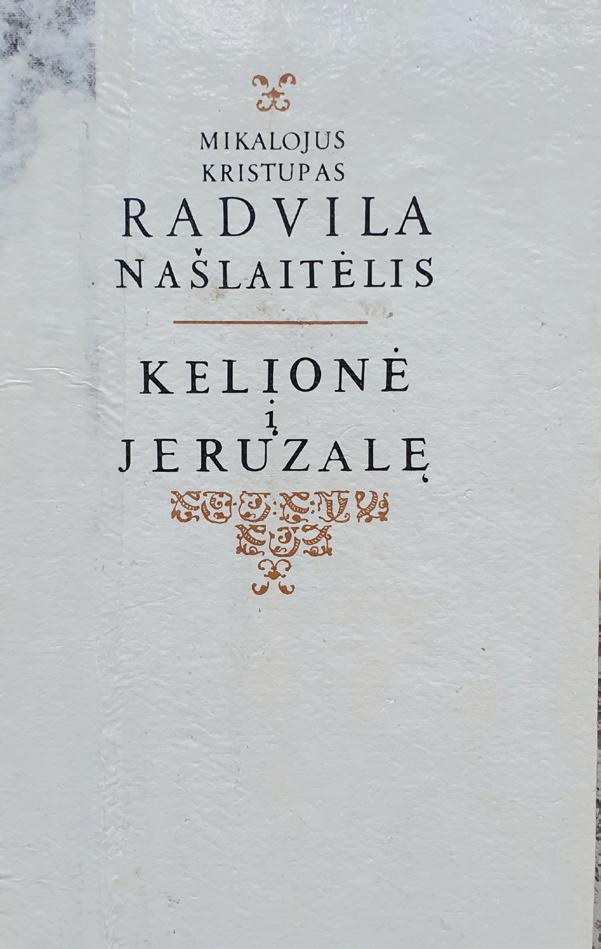 MIKALOJUS
KRISTUPAS
RADVILA
NAŠLAITĖLIS
KELIONĖ
į
JERUZALĘ